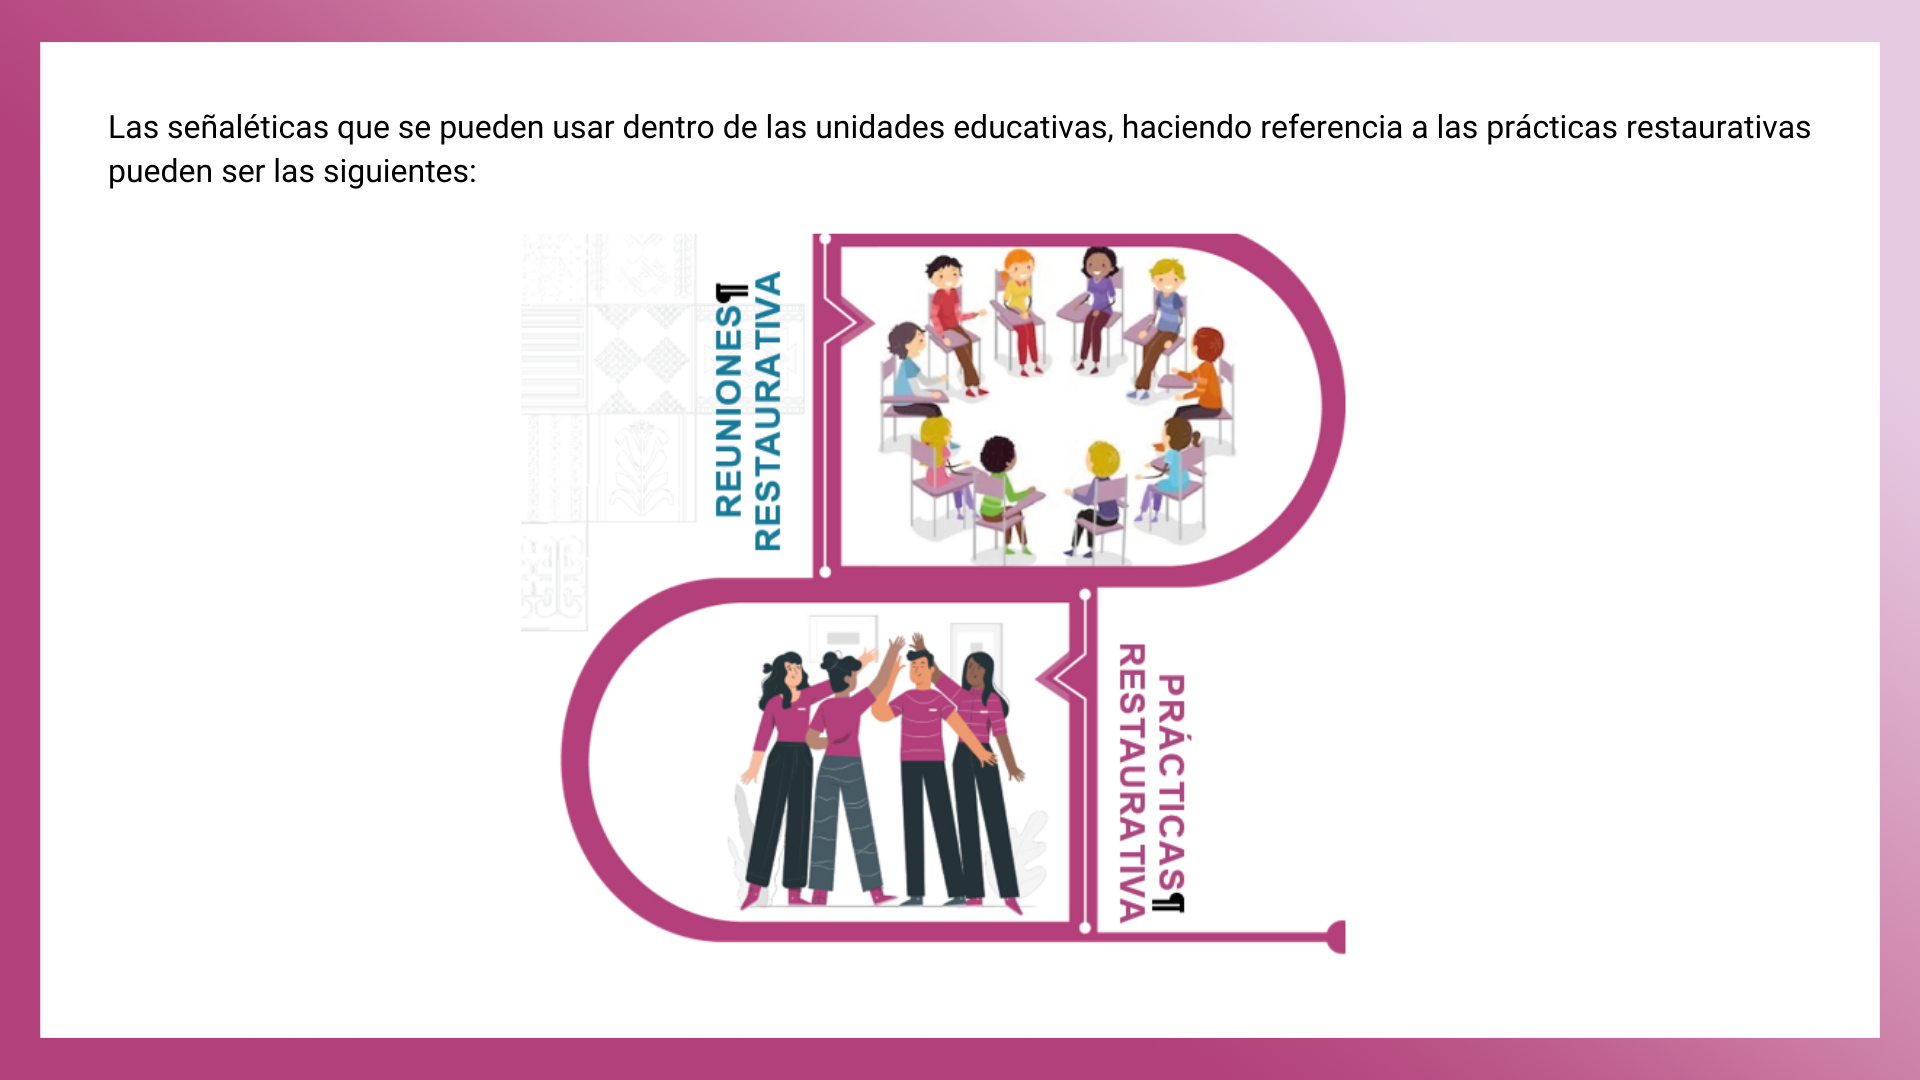 Las señaléticas que se pueden usar dentro de las unidades educativas, haciendo referencia a las prácticas restaurativas
pueden ser las siguientes:
REUNIONES¶
RESTAURATIVA
PRÁCTICAS¶
RESTAURATIVA